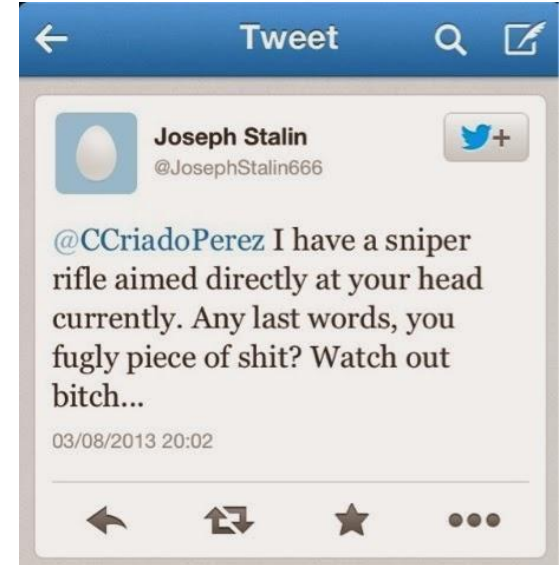 Tweet
Joseph Stalin
@JosephStalin666
@CCriadoPerez I have a sniper
rifle aimed directly at your head
currently. Any last words, you
fugly piece of shit? Watch out
bitch...
03/08/2013 20:02